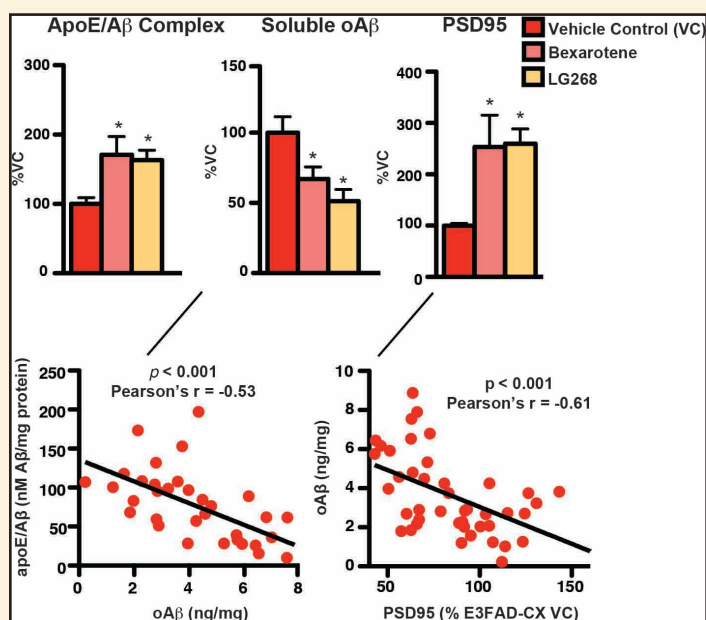 ApoE/Aβ Complex
Soluble oAβ
PSD95
Vehicle Control (VC)
Bexarotene
LG268
%VC
300
200
100
0
*
*
%VC
150
100
50
0
*
*
%VC
400
300
200
100
0
*
*
apoE/Aβ (nM Aβ/mg protein)
250
200
150
100
50
0
p < 0.001
Pearson's r = -0.53
0
2
4
6
8
oAβ (ng/mg)
oAβ (ng/mg)
10
8
6
4
2
0
p < 0.001
Pearson's r = -0.61
50
100
150
PSD95 (% E3FAD-CX VC)